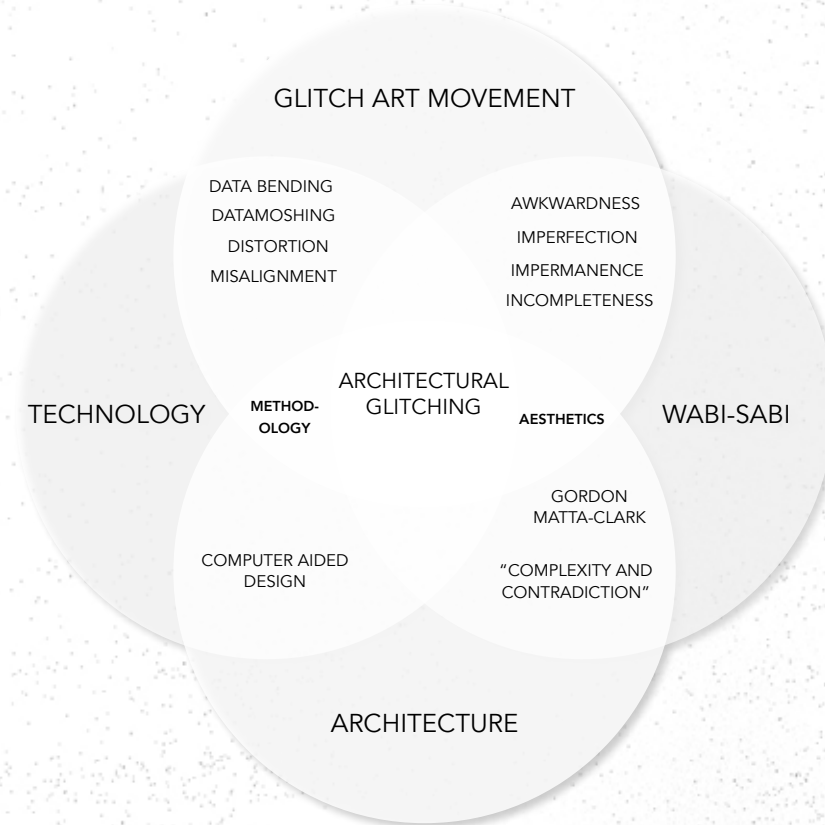 GLITCH ART MOVEMENT
DATA BENDING
DATAMOSHING
DISTORTION
MISALIGNMENT
AWKWARDNESS
IMPERFECTION
IMPERMANENCE
INCOMPLETENESS
TECHNOLOGY
METHOD-
OLOGY
ARCHITECTURAL
GLITCHING
AESTHETICS
WABI-SABI
GORDON
MATTA-CLARK
COMPUTER AIDED
DESIGN
“COMPLEXITY AND
CONTRADICTION”
ARCHITECTURE